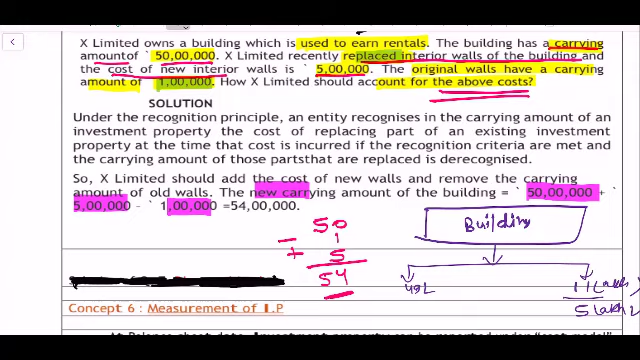 X Limited owns a building which is used to earn rentals. The building has a carrying
amount of ` 50,00,000. X Limited recently replaced interior walls of the building and
the cost of new interior walls is ` 5,00,000. The original walls have a carrying
amount of ` 1,00,000. How X Limited should account for the above costs?
SOLUTION
Under the recognition principle, an entity recognises in the carrying amount of an
investment property the cost of replacing part of an existing investment
property at the time that cost is incurred if the recognition criteria are met and
the carrying amount of those partsthat are replaced is derecognised.
So, X Limited should add the cost of new walls and remove the carrying
amount of old walls. The new carrying amount of the building = ` 50,00,000 +
5,00,000 – ` 1,00,000 =54,00,000.
50
– 1
+ 5
54
Building
49L
5 lakh
Concept 6 : Measurement of I.P